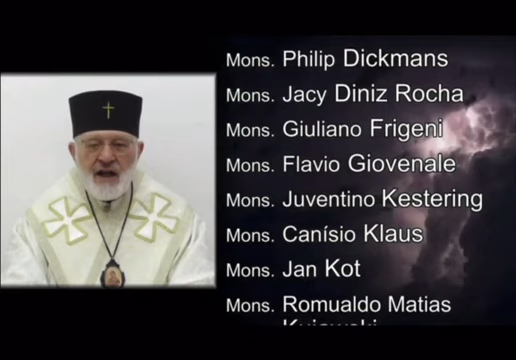 Mons. Philip Dickmans
Mons. Jacy Diniz Rocha
Mons. Giuliano Frigeni
Mons. Flavio Giovenale
Mons. Juventino Kestering
Mons. Canísio Klaus
Mons. Jan Kot
Mons. Romualdo Matias